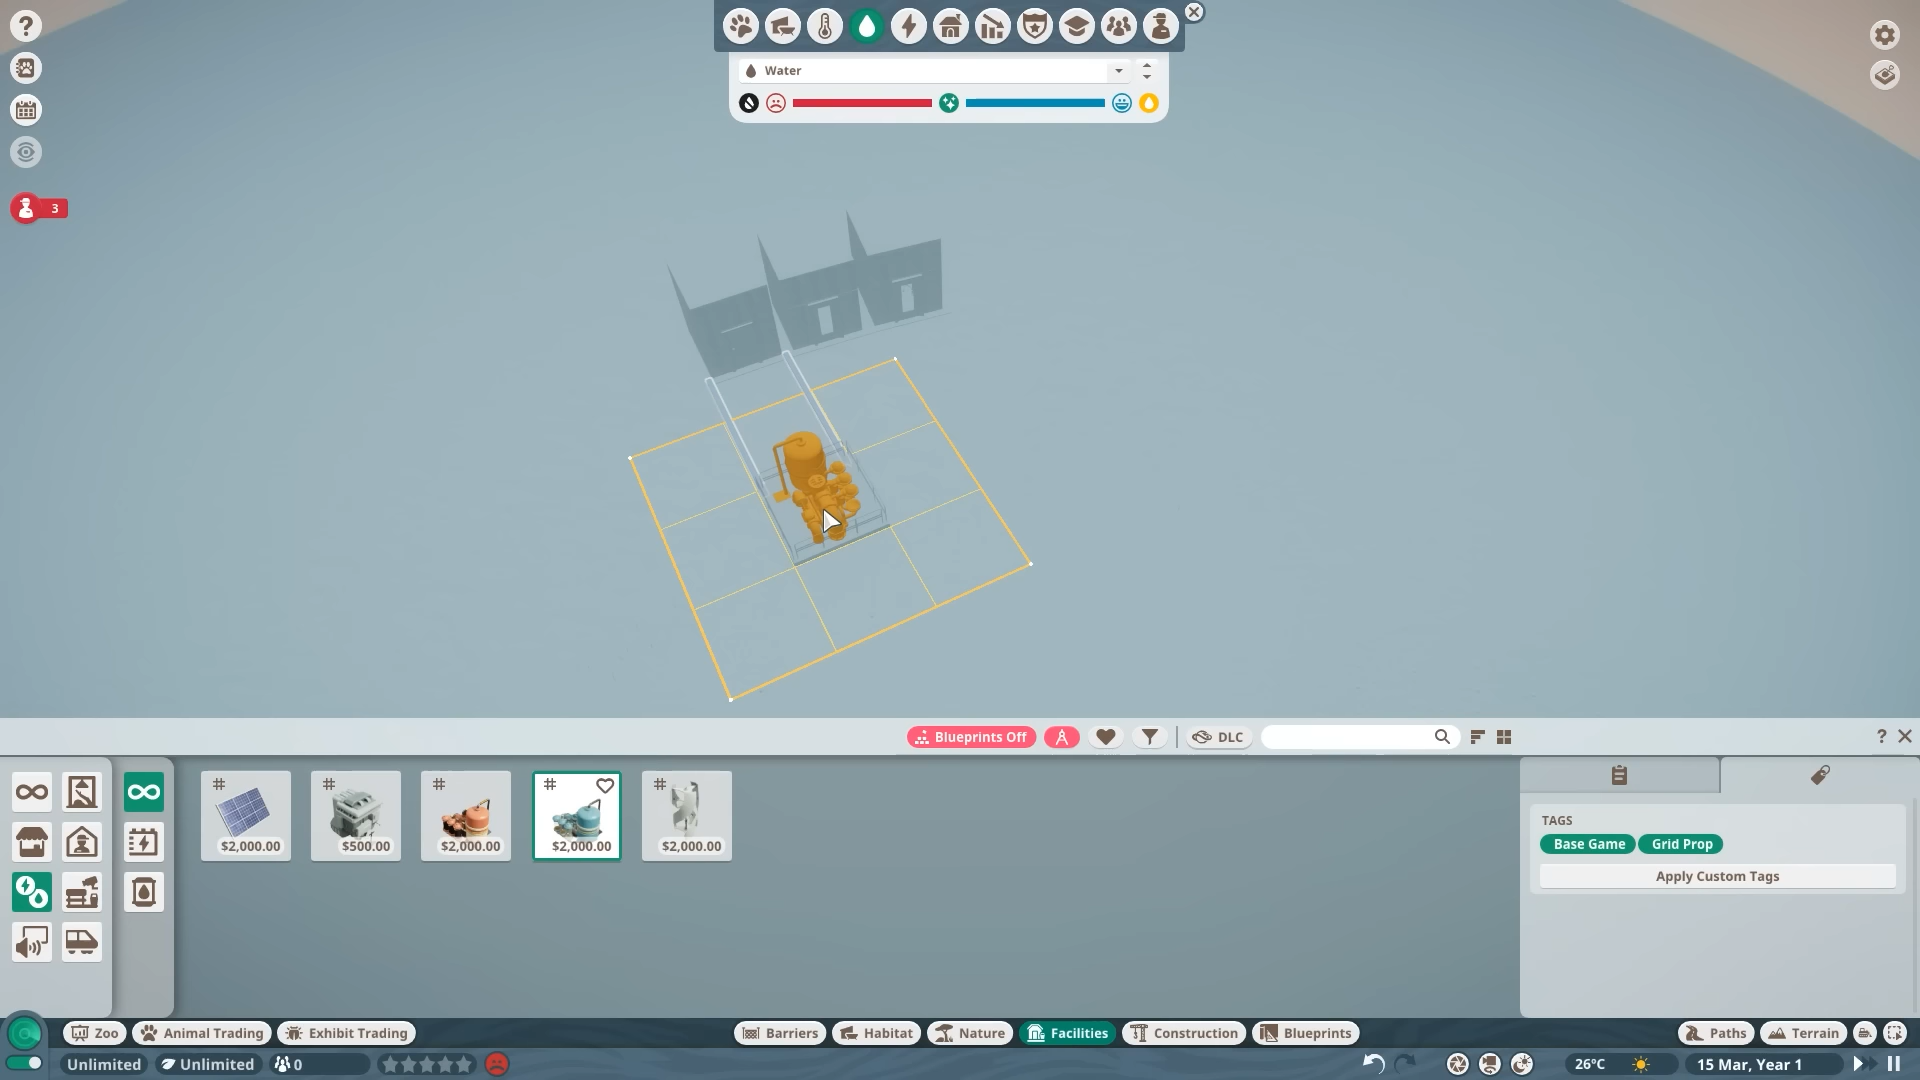 Water
3
Blueprints Off
DLC
$2,000.00
$500.00
$2,000.00
$2,000.00
$2,000.00
TAGS
Base Game
Grid Prop
Apply Custom Tags
Zoo
Animal Trading
Exhibit Trading
Barriers
Habitat
Nature
Facilities
Construction
Blueprints
Paths
Terrain
Unlimited
Unlimited
0
26°C
15 Mar, Year 1